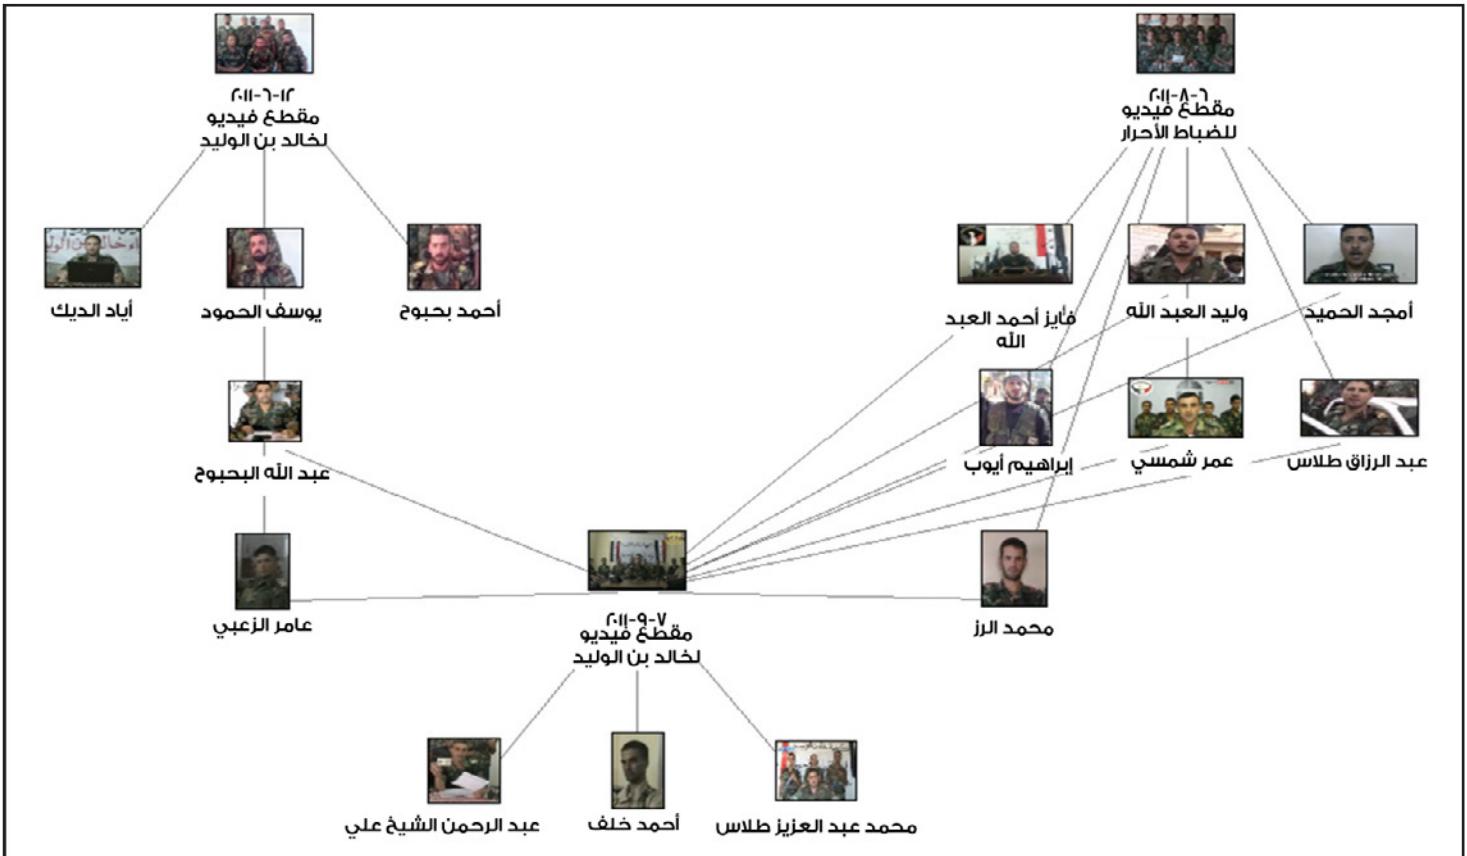 ٢٠١١-٦-١٢
مقطع فيديو
لخالد بن الوليد
٢٠١١-٨-٦
مقطع فيديو
للضباط الأحرار
أياد الديك
يوسف الحمود
أحمد بحبوح
فايز أحمد العبد
الله
وليد العبد الله
أمجد الحميد
عبد الله البحبوح
إبراهيم أيوب
عمر شمسي
عبد الرزاق طلاس
عامر الزعبي
٢٠١١-٩-٧
مقطع فيديو
لخالد بن الوليد
محمد الرز
عبد الرحمن الشيخ علي
أحمد خلف
محمد عبد العزيز طلاس